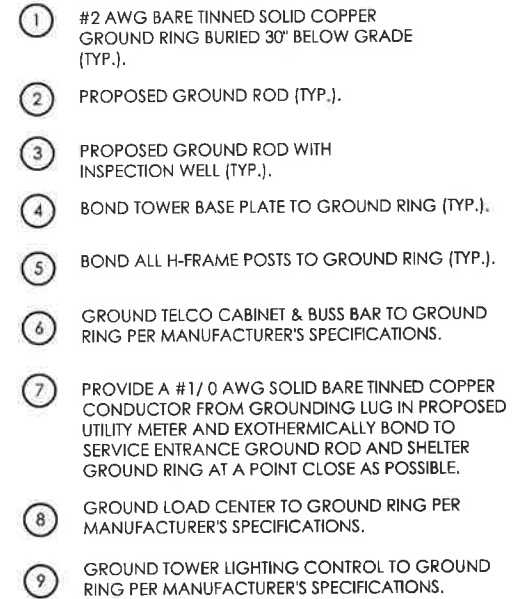 1 #2 AWG BARE TINNED SOLID COPPER
GROUND RING BURIED 30" BELOW GRADE
(TYP.).
2 PROPOSED GROUND ROD (TYP.).
3 PROPOSED GROUND ROD WITH
INSPECTION WELL (TYP.).
4 BOND TOWER BASE PLATE TO GROUND RING (TYP.).
5 BOND ALL H-FRAME POSTS TO GROUND RING (TYP.).
6 GROUND TELCO CABINET & BUSS BAR TO GROUND
RING PER MANUFACTURER'S SPECIFICATIONS.
7 PROVIDE A #1/ 0 AWG SOLID BARE TINNED COPPER
CONDUCTOR FROM GROUNDING LUG IN PROPOSED
UTILITY METER AND EXOTHERMICALLY BOND TO
SERVICE ENTRANCE GROUND ROD AND SHELTER
GROUND RING AT A POINT CLOSE AS POSSIBLE.
8 GROUND LOAD CENTER TO GROUND RING PER
MANUFACTURER'S SPECIFICATIONS.
9 GROUND TOWER LIGHTING CONTROL TO GROUND
RING PER MANUFACTURER'S SPECIFICATIONS.